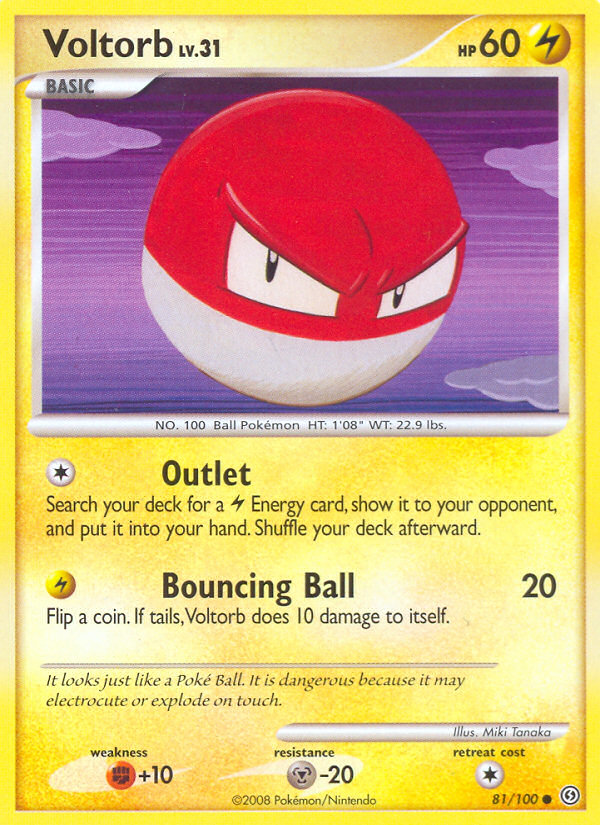 Voltorb LV.31
HP 60
BASIC
NO. 100 Ball Pokémon HT: 1'08" WT: 22.9 lbs.
Outlet
Search your deck for a Energy card, show it to your opponent,
and put it into your hand. Shuffle your deck afterward.
Bouncing Ball 20
Flip a coin. If tails, Voltorb does 10 damage to itself.
It looks just like a Poké Ball. It is dangerous because it may
electrocute or explode on touch.
Illus. Miki Tanaka
weakness resistance retreat cost
+10 -20
©2008 Pokémon/Nintendo 81/100